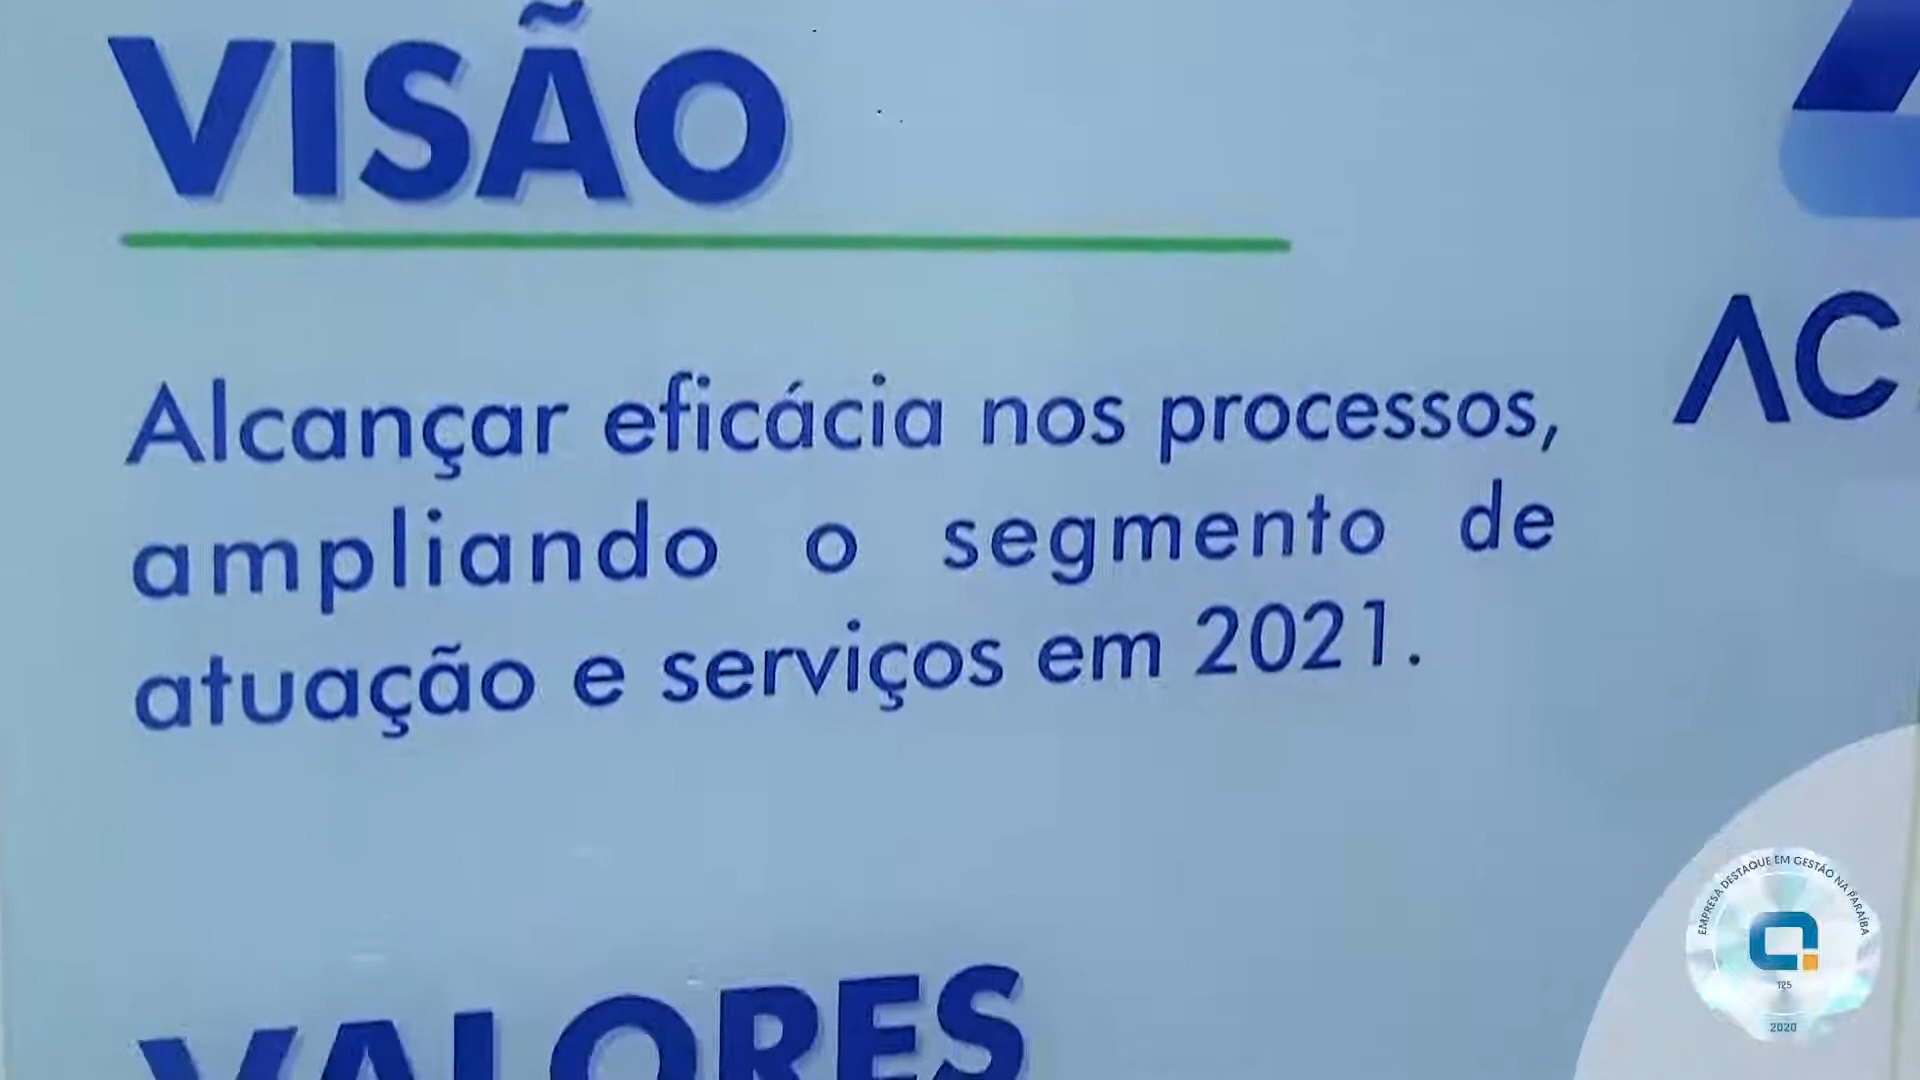 VISÃO
Alcançar eficácia nos processos,
ampliando o segmento de
atuação e serviços em 2021.
VALORES
AC
EMPRESA DESTAQUE EM GESTÃO NA PARAÍBA
125
2020